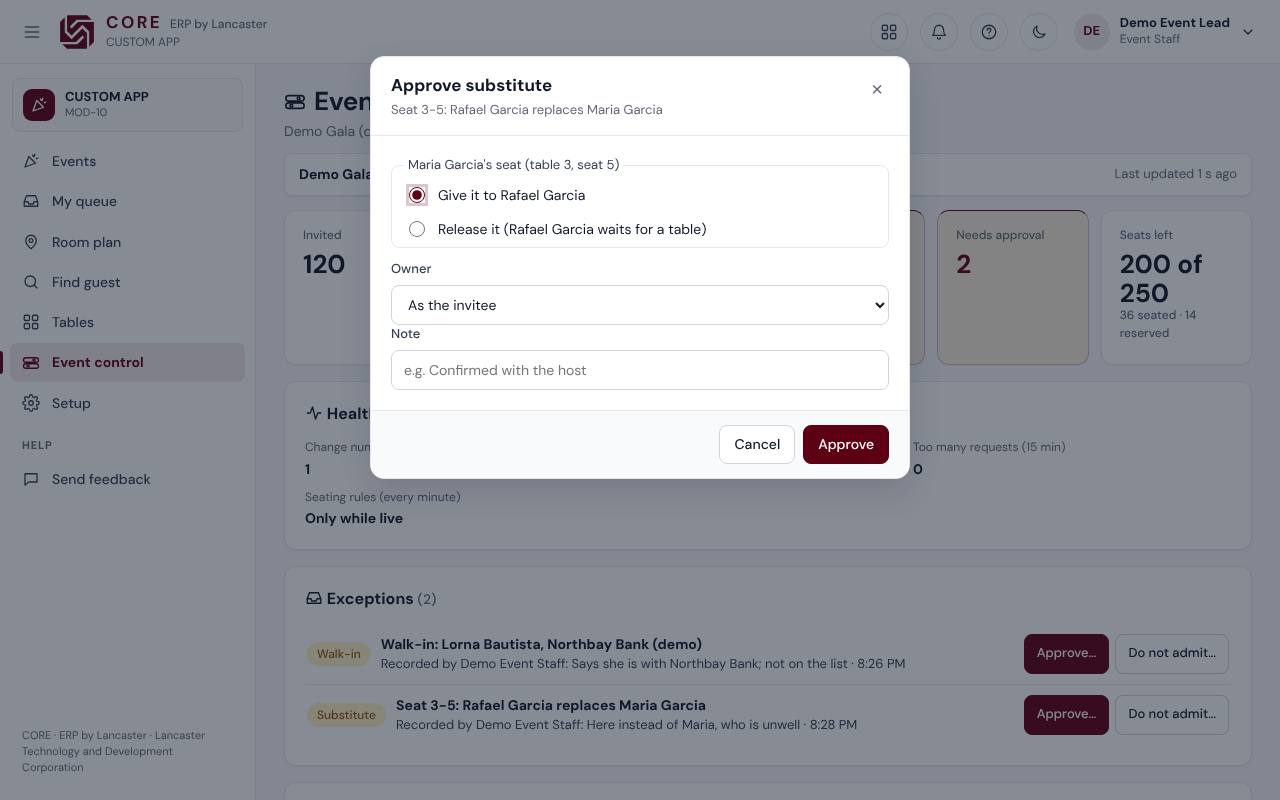 CORE ERP by Lancaster
CUSTOM APP
DE
Demo Event Lead
Event Staff
CUSTOM APP
MOD-10
Events
My queue
Room plan
Find guest
Tables
Event control
Setup
HELP
Send feedback
CORE · ERP by Lancaster · Lancaster
Technology and Development
Corporation
Demo Gala
Last updated 1 s ago
Invited
120
Needs approval
2
Seats left
200 of
250
36 seated · 14
reserved
Approve substitute
Seat 3-5: Rafael Garcia replaces Maria Garcia
Maria Garcia's seat (table 3, seat 5)
Give it to Rafael Garcia
Release it (Rafael Garcia waits for a table)
Owner
As the invitee
Note
e.g. Confirmed with the host
Cancel
Approve
Change
1
Too many requests (15 min)
0
Seating rules (every minute)
Only while live
Exceptions (2)
Walk-in
Walk-in: Lorna Bautista, Northbay Bank (demo)
Recorded by Demo Event Staff: Says she is with Northbay Bank; not on the list · 8:26 PM
Approve…
Do not admit…
Substitute
Seat 3-5: Rafael Garcia replaces Maria Garcia
Recorded by Demo Event Staff: Here instead of Maria, who is unwell · 8:28 PM
Approve…
Do not admit…